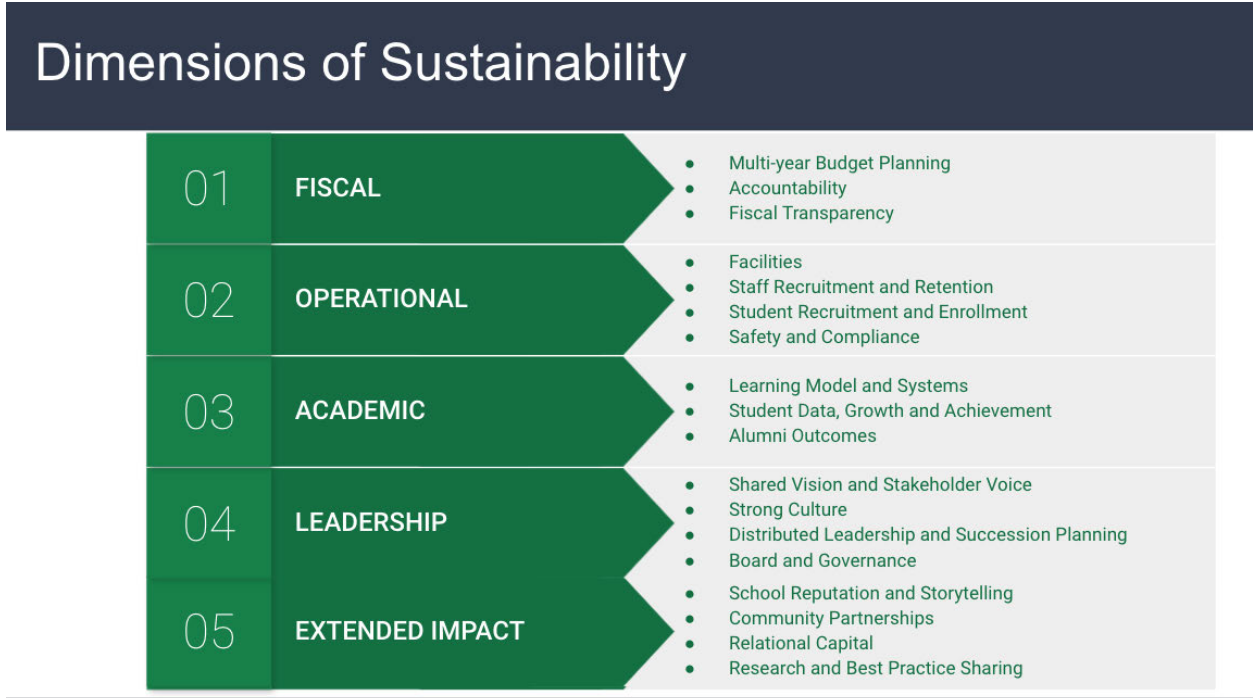 Dimensions of Sustainability
01
FISCAL
● Multi-year Budget Planning
● Accountability
● Fiscal Transparency
02
OPERATIONAL
● Facilities
● Staff Recruitment and Retention
● Student Recruitment and Enrollment
● Safety and Compliance
03
ACADEMIC
● Learning Model and Systems
● Student Data, Growth and Achievement
● Alumni Outcomes
04
LEADERSHIP
● Shared Vision and Stakeholder Voice
● Strong Culture
● Distributed Leadership and Succession Planning
● Board and Governance
05
EXTENDED IMPACT
● School Reputation and Storytelling
● Community Partnerships
● Relational Capital
● Research and Best Practice Sharing